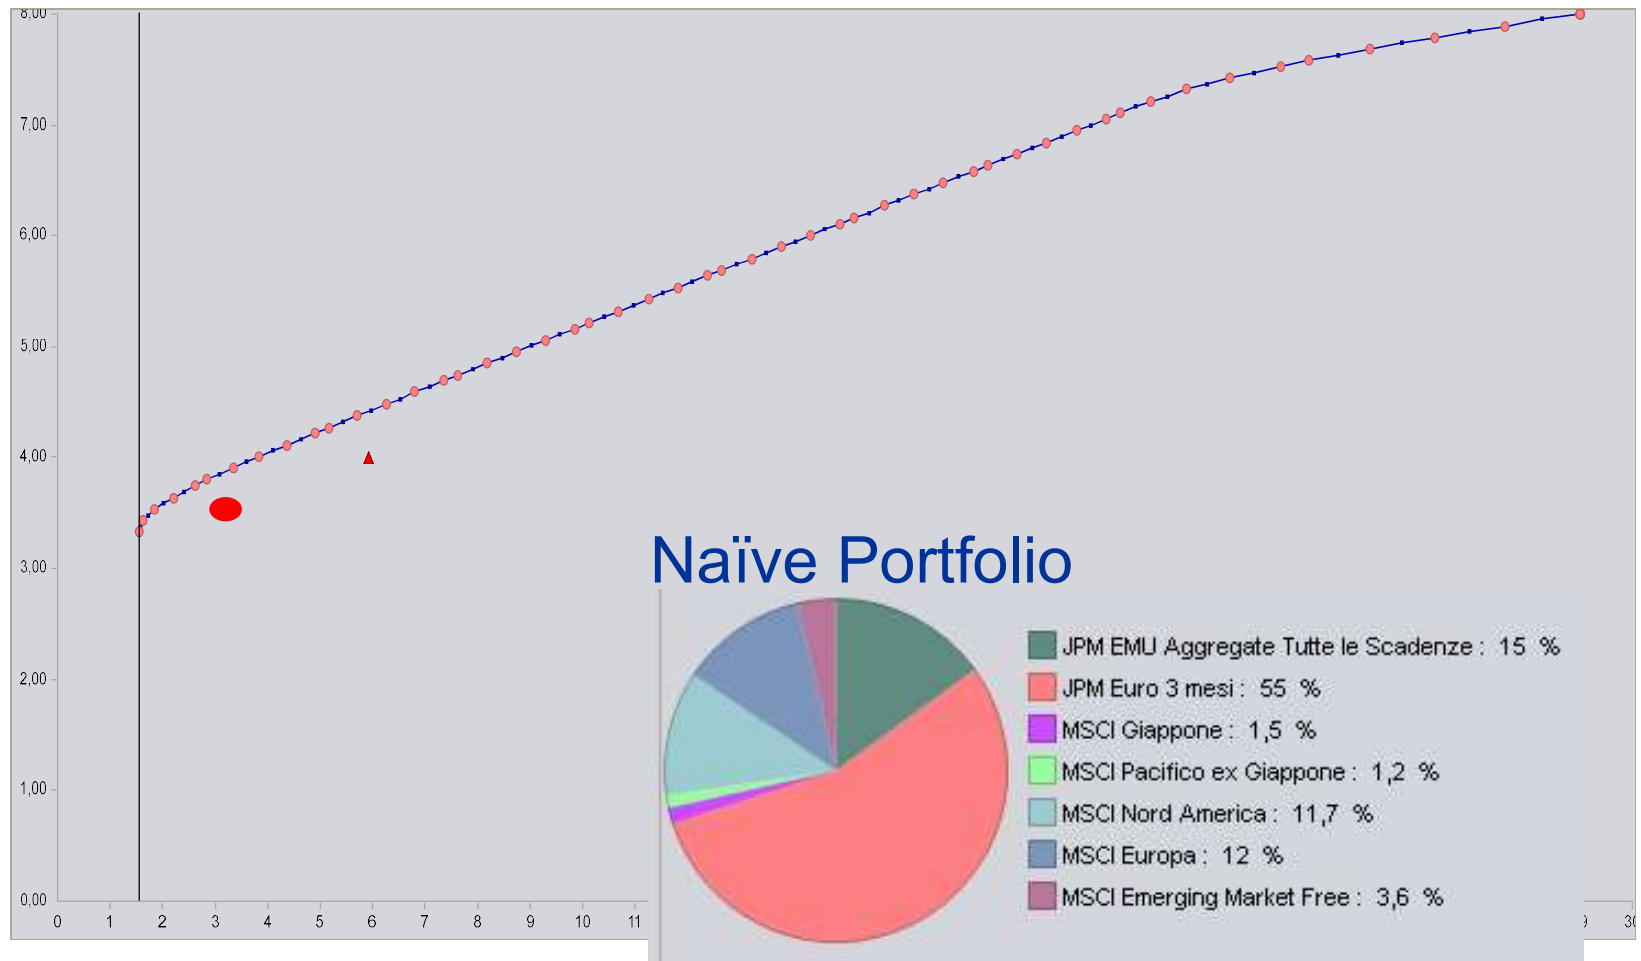 8,00
7,00
6,00
5,00
4,00
3,00
2,00
1,00
0,00
0 1 2 3 4 5 6 7 8 9 10 11
Naïve Portfolio
JPM EMU Aggregate Tutte le Scadenze : 15 %
JPM Euro 3 mesi : 55 %
MSCI Giappone : 1,5 %
MSCI Pacifico ex Giappone : 1,2 %
MSCI Nord America : 11,7 %
MSCI Europa : 12 %
MSCI Emerging Market Free : 3,6 %